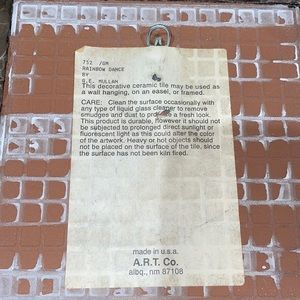 752 /GM
RAINBOW DANCE
BY
G.E. MULLAN
This decorative ceramic tile may be used as
a wall hanging, on an easel, or framed.
CARE: Clean the surface occasionally with
any type of liquid glass cleaner to remove
smudges and dust to provide a fresh look.
This product is durable, however it should not
be subjected to prolonged direct sunlight or
fluorescent light as this could alter the color
of the artwork. Heavy or hot objects should
not be placed on the surface of the tile, since
the surface has not been kiln fired.
made in u.s.a.
A.R.T. Co.
albq., nm 87108